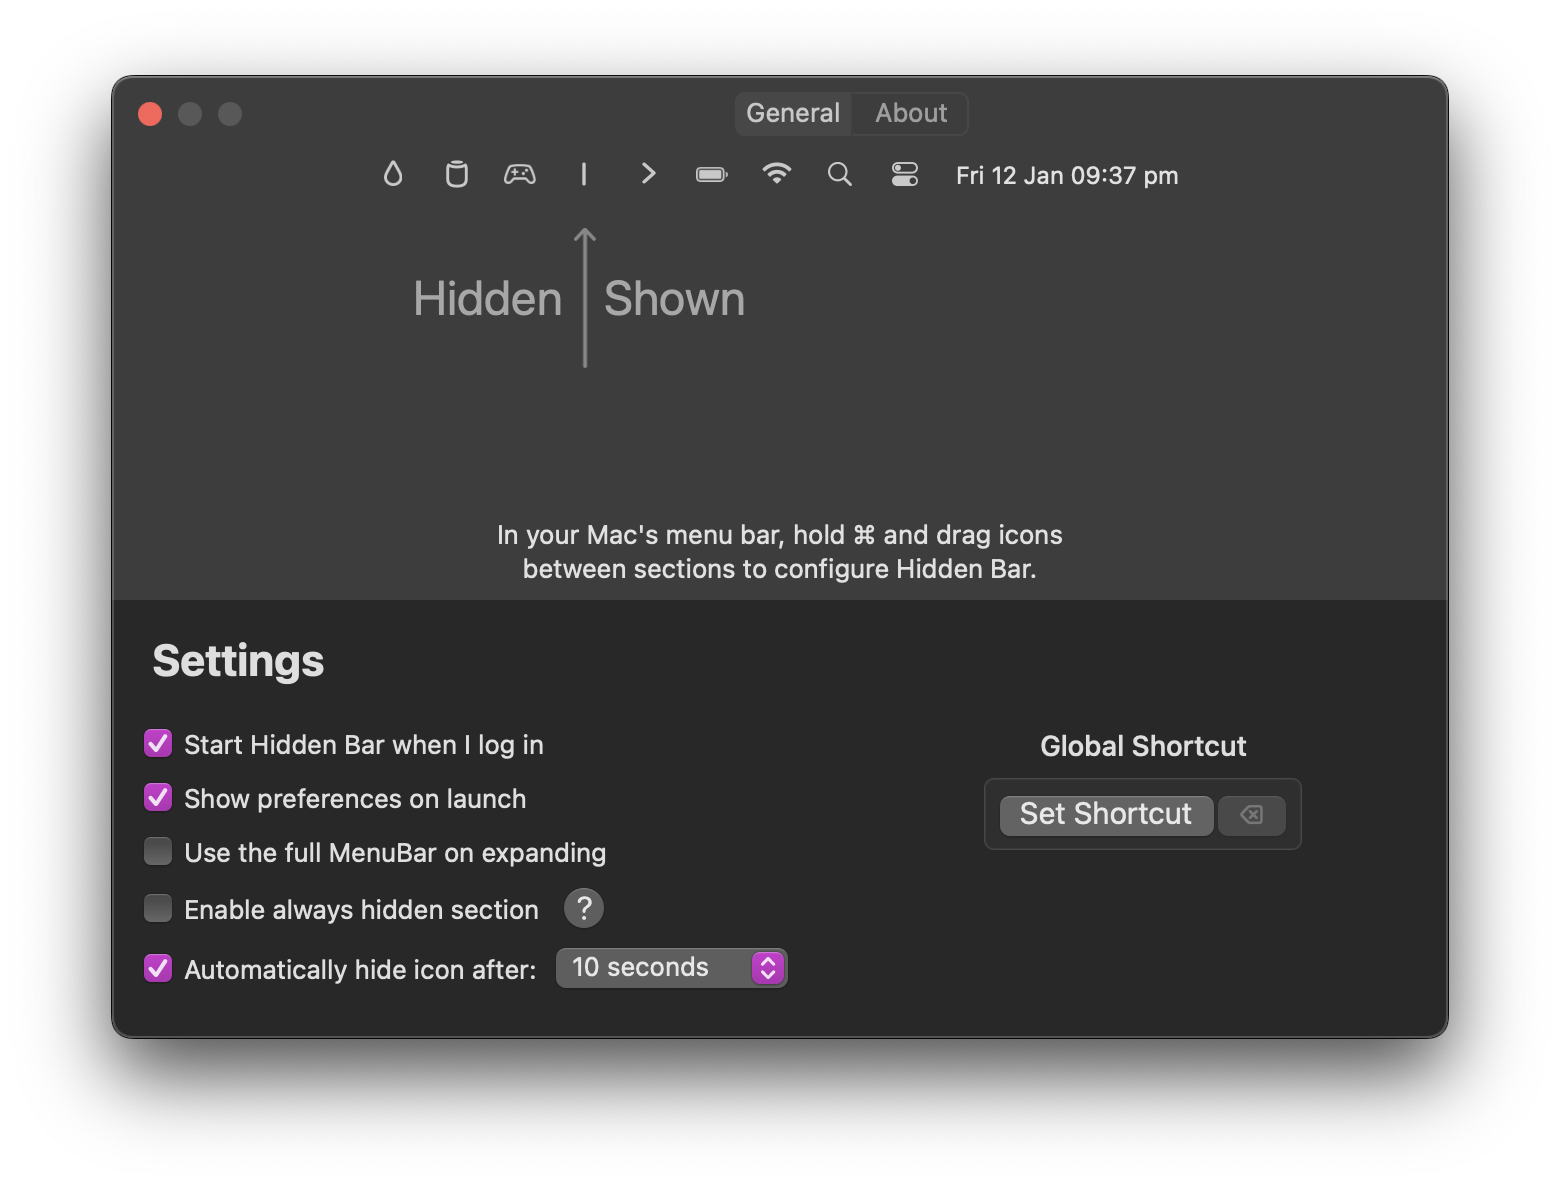 General About
Fri 12 Jan 09:37 pm
Hidden Shown
In your Mac's menu bar, hold ⌘ and drag icons
between sections to configure Hidden Bar.
Settings
Start Hidden Bar when I log in
Show preferences on launch
Use the full MenuBar on expanding
Enable always hidden section ?
Automatically hide icon after: 10 seconds
Global Shortcut
Set Shortcut